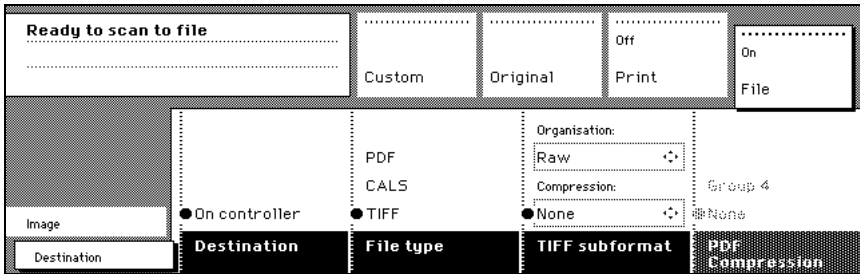 Ready to scan to file
Custom
Original
Off
Print
On
File
Organisation:
Raw
Compression:
None
PDF
CALS
TIFF
On controller
Group 4
None
Image
Destination
Destination
File type
TIFF subformat
PDF
Compression